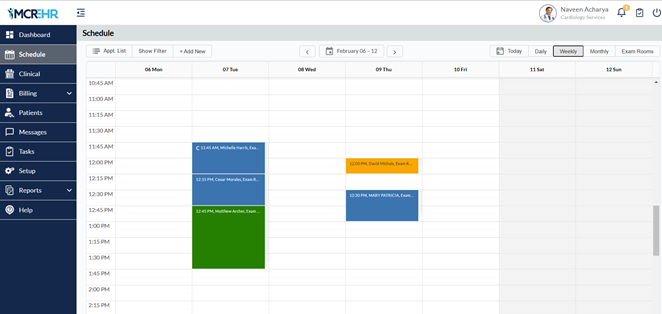 MCREHR
Naveen Acharya
Cardiology Services
Dashboard
Schedule
Clinical
Billing
Patients
Messages
Tasks
Setup
Reports
Help
Schedule
Appt. List
Show Filter
+ Add New
February 06 – 12
Today
Daily
Weekly
Monthly
Exam Rooms
06 Mon
07 Tue
08 Wed
09 Thu
10 Fri
11 Sat
12 Sun
10:45 AM
11:00 AM
11:15 AM
11:30 AM
11:45 AM
12:00 PM
12:15 PM
12:30 PM
12:45 PM
1:00 PM
1:15 PM
1:30 PM
1:45 PM
2:00 PM
2:15 PM
11:45 AM, Michelle Harris, Exa...
12:15 PM, Cesar Morales, Exam R...
12:45 PM, Matthew Archer, Exam ...
12:00 PM, David Michals, Exam R...
12:30 PM, MARY PATRICIA, Exam...